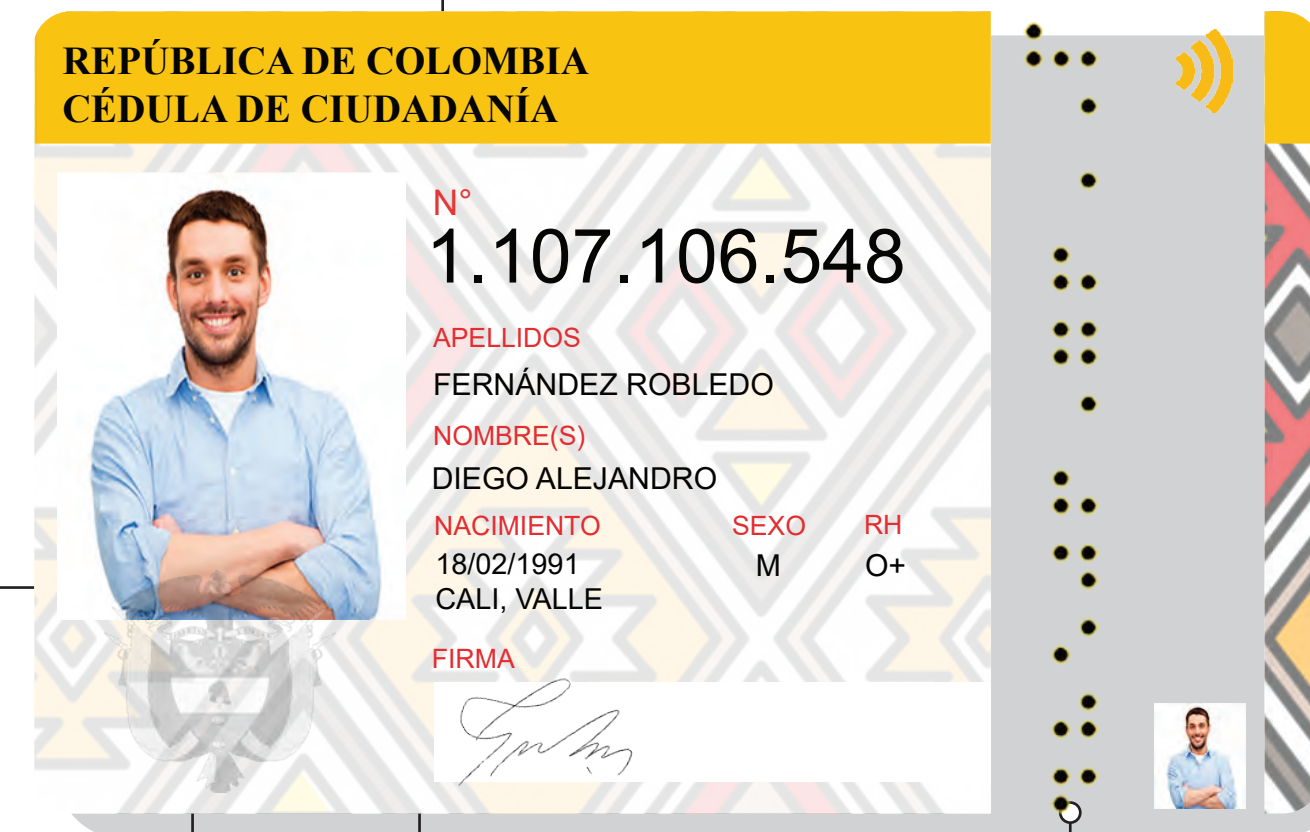 REPÚBLICA DE COLOMBIA
CÉDULA DE CIUDADANÍA
N°
1.107.106.548
APELLIDOS
FERNÁNDEZ ROBLEDO
NOMBRE(S)
DIEGO ALEJANDRO
NACIMIENTO SEXO RH
18/02/1991 M O+
CALI, VALLE
FIRMA